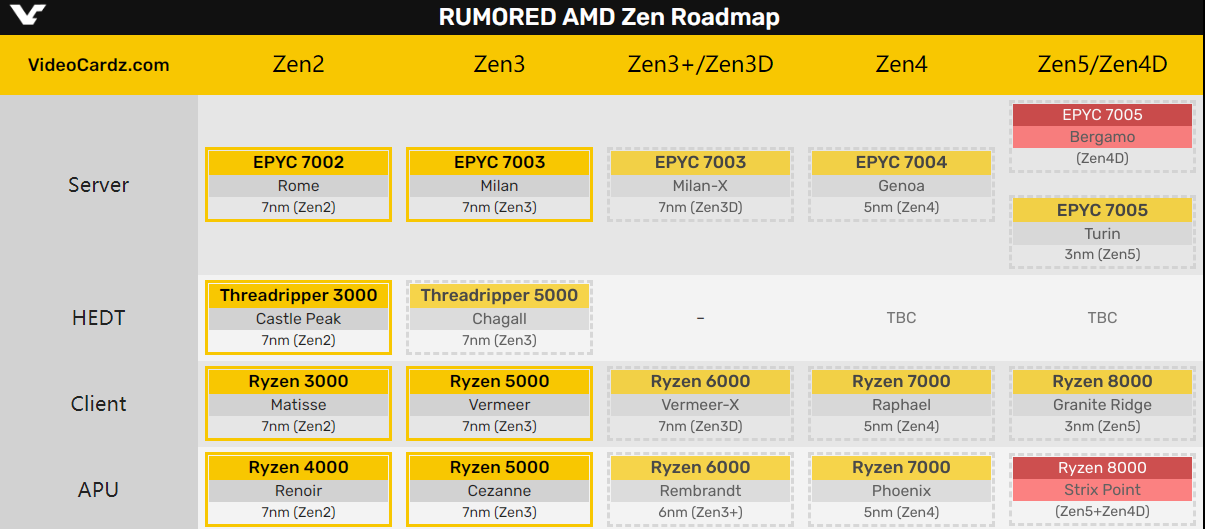 RUMORED AMD Zen Roadmap
VideoCardz.com Zen2 Zen3 Zen3+/Zen3D Zen4 Zen5/Zen4D
EPYC 7005
Bergamo
(Zen4D)
Server
EPYC 7002 EPYC 7003 EPYC 7003 EPYC 7004
Rome Milan Milan-X Genoa
7nm (Zen2) 7nm (Zen3) 7nm (Zen3D) 5nm (Zen4)
EPYC 7005
Turin
3nm (Zen5)
HEDT
Threadripper 3000 Threadripper 5000
Castle Peak Chagall – TBC TBC
7nm (Zen2) 7nm (Zen3)
Client
Ryzen 3000 Ryzen 5000 Ryzen 6000 Ryzen 7000 Ryzen 8000
Matisse Vermeer Vermeer-X Raphael Granite Ridge
7nm (Zen2) 7nm (Zen3) 7nm (Zen3D) 5nm (Zen4) 3nm (Zen5)
APU
Ryzen 4000 Ryzen 5000 Ryzen 6000 Ryzen 7000 Ryzen 8000
Renoir Cezanne Rembrandt Phoenix Strix Point
7nm (Zen2) 7nm (Zen3) 6nm (Zen3+) 5nm (Zen4) (Zen5+Zen4D)